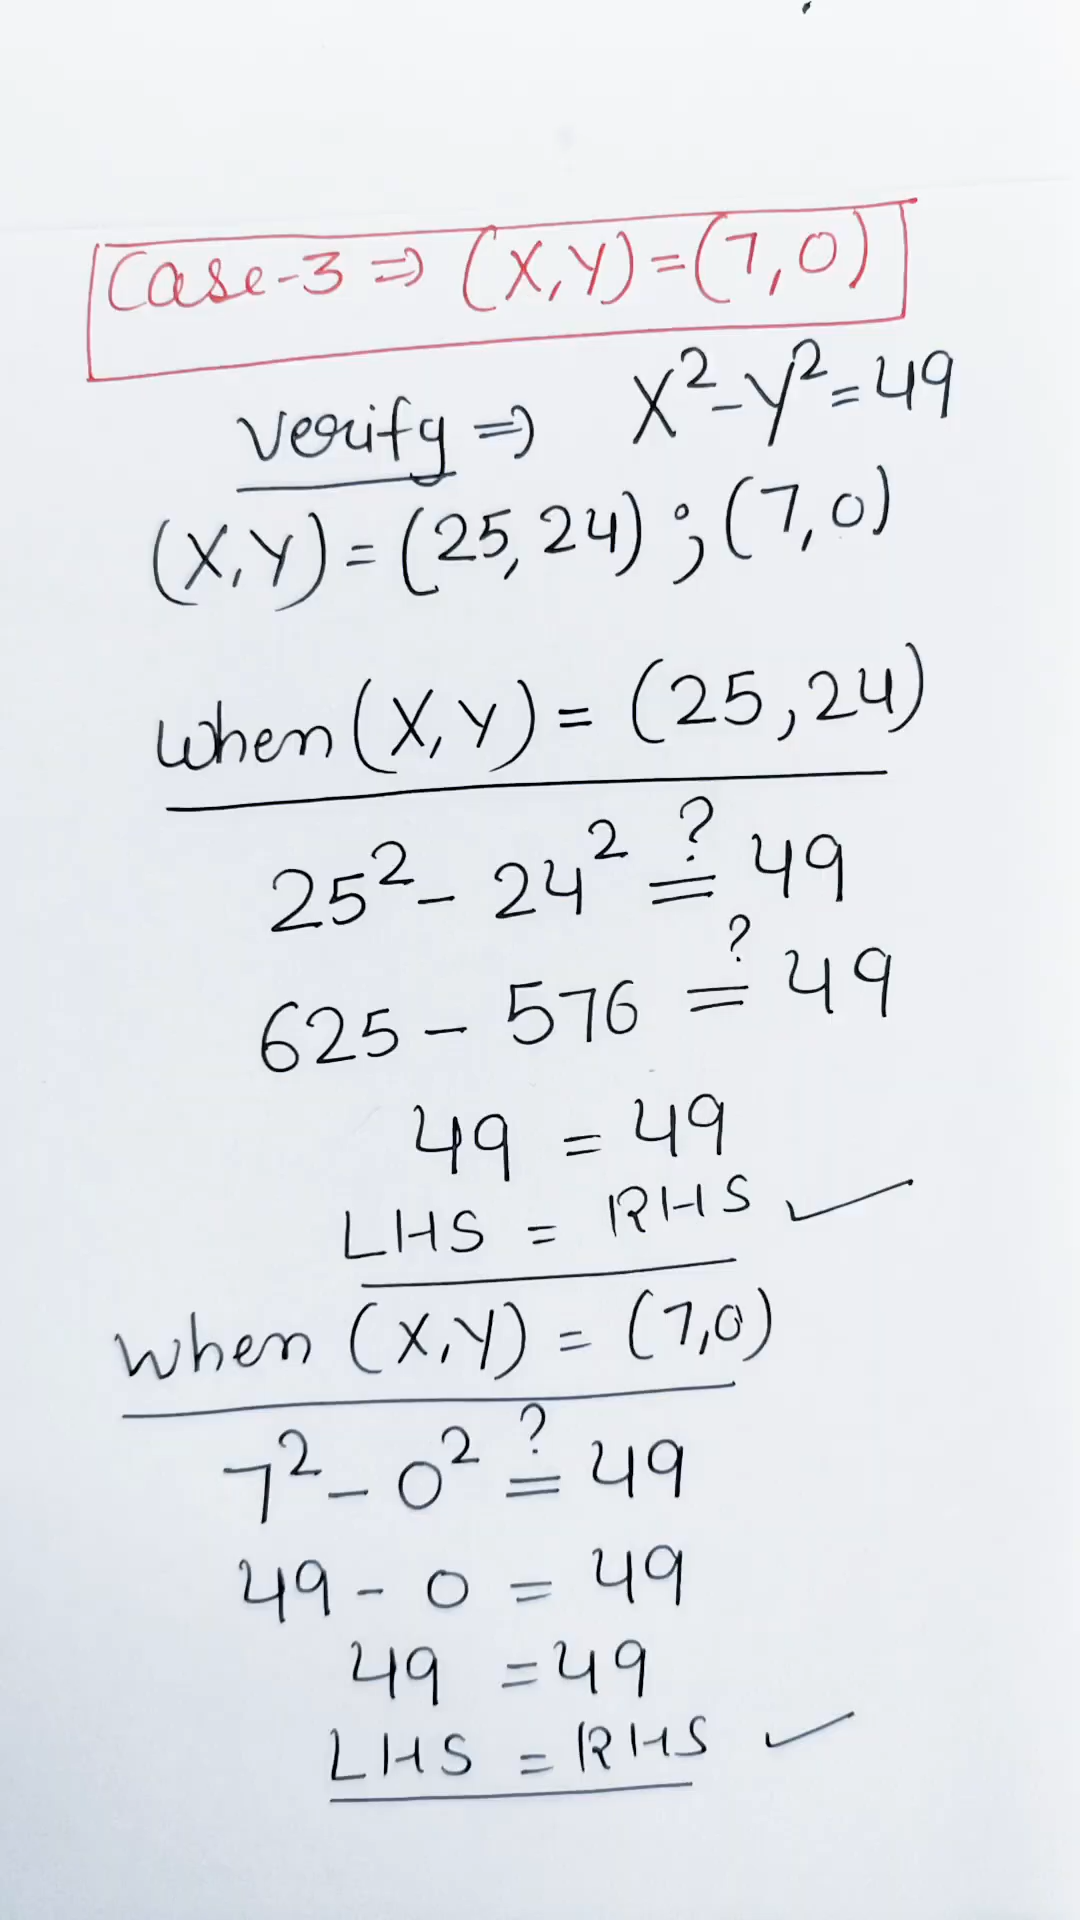 Case-3 ⇒ (X,Y)=(7,0)
Verify ⇒ X²-Y²=49
(X,Y)=(25,24);(7,0)
When (X,Y) = (25,24)
25² - 24² ≟ 49
625 - 576 ≟ 49
49 = 49
LHS = RHS ✓
When (X,Y) = (7,0)
7² - 0² ≟ 49
49 - 0 = 49
49 = 49
LHS = RHS ✓